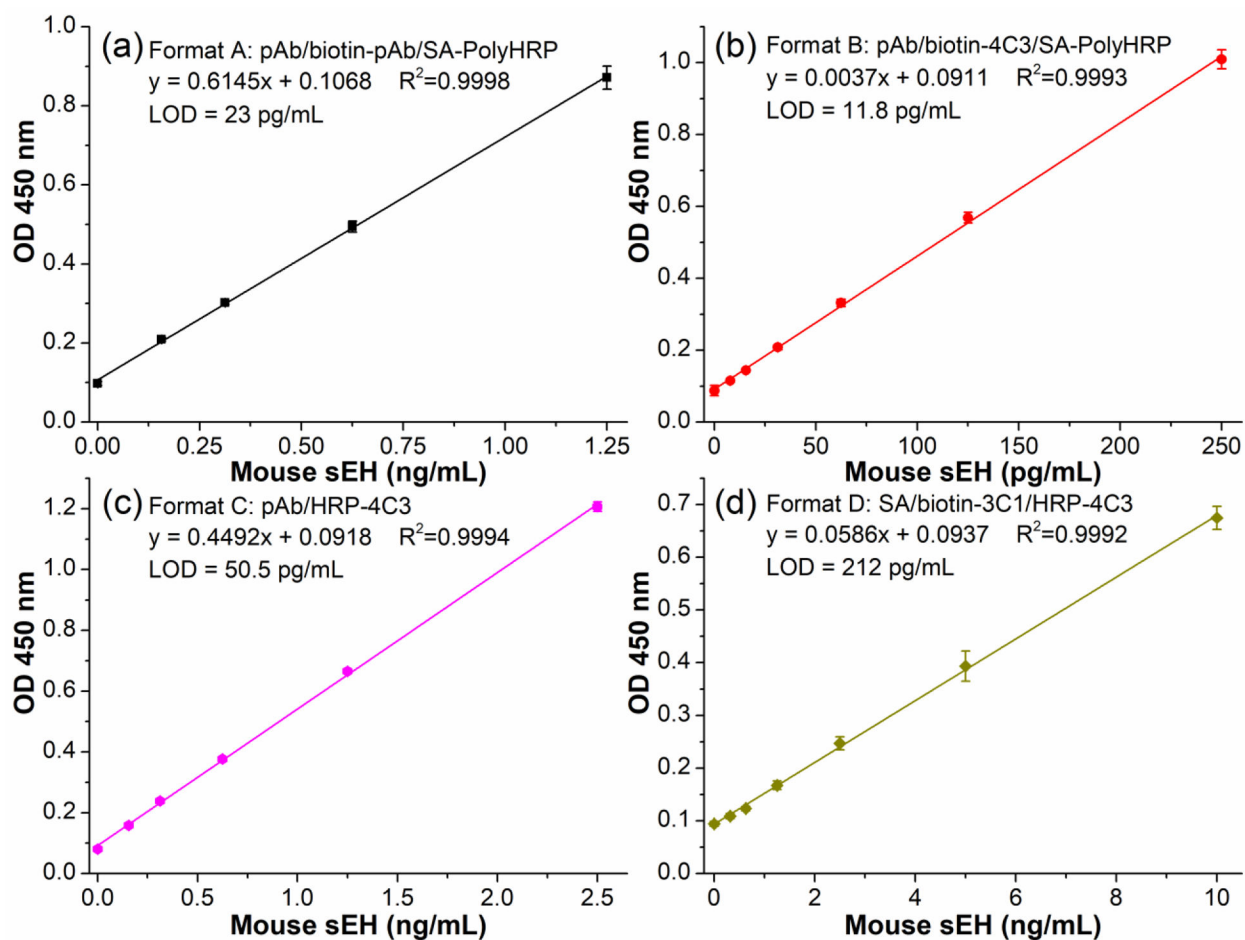 (a) Format A: pAb/biotin-pAb/SA-PolyHRP
y = 0.6145x + 0.1068 R²=0.9998
LOD = 23 pg/mL
OD 450 nm
1.0
0.8
0.6
0.4
0.2
0.0
0.00 0.25 0.50 0.75 1.00 1.25
Mouse sEH (ng/mL)
(b) Format B: pAb/biotin-4C3/SA-PolyHRP
y = 0.0037x + 0.0911 R²=0.9993
LOD = 11.8 pg/mL
OD 450 nm
1.0
0.8
0.6
0.4
0.2
0.0
0 50 100 150 200 250
Mouse sEH (pg/mL)
(c) Format C: pAb/HRP-4C3
y = 0.4492x + 0.0918 R²=0.9994
LOD = 50.5 pg/mL
OD 450 nm
1.2
1.0
0.8
0.6
0.4
0.2
0.0
0.0 0.5 1.0 1.5 2.0 2.5
Mouse sEH (ng/mL)
(d) Format D: SA/biotin-3C1/HRP-4C3
y = 0.0586x + 0.0937 R²=0.9992
LOD = 212 pg/mL
OD 450 nm
0.7
0.6
0.5
0.4
0.3
0.2
0.1
0.0
0 2 4 6 8 10
Mouse sEH (ng/mL)